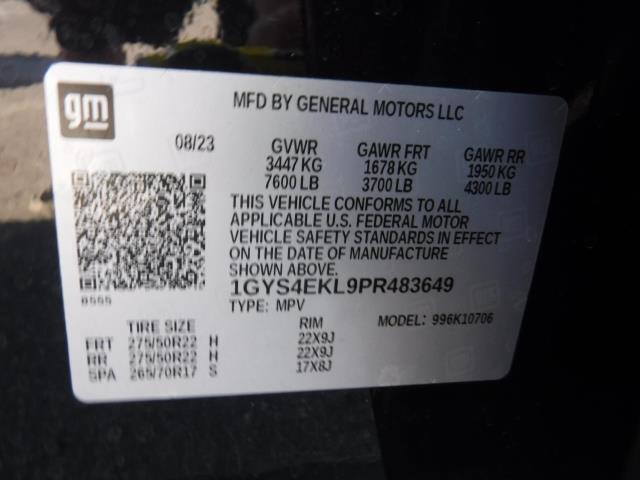 gm
MFD BY GENERAL MOTORS LLC
08/23 GVWR GAWR FRT GAWR RR
3447 KG 1678 KG 1950 KG
7600 LB 3700 LB 4300 LB
THIS VEHICLE CONFORMS TO ALL
APPLICABLE U.S. FEDERAL MOTOR
VEHICLE SAFETY STANDARDS IN EFFECT
ON THE DATE OF MANUFACTURE
SHOWN ABOVE.
1GYS4EKL9PR483649
TYPE: MPV
TIRE SIZE RIM MODEL: 996K10706
FRT 275/50R22 H 22X9J
RR 275/50R22 H 22X9J
SPA 265/70R17 S 17X8J